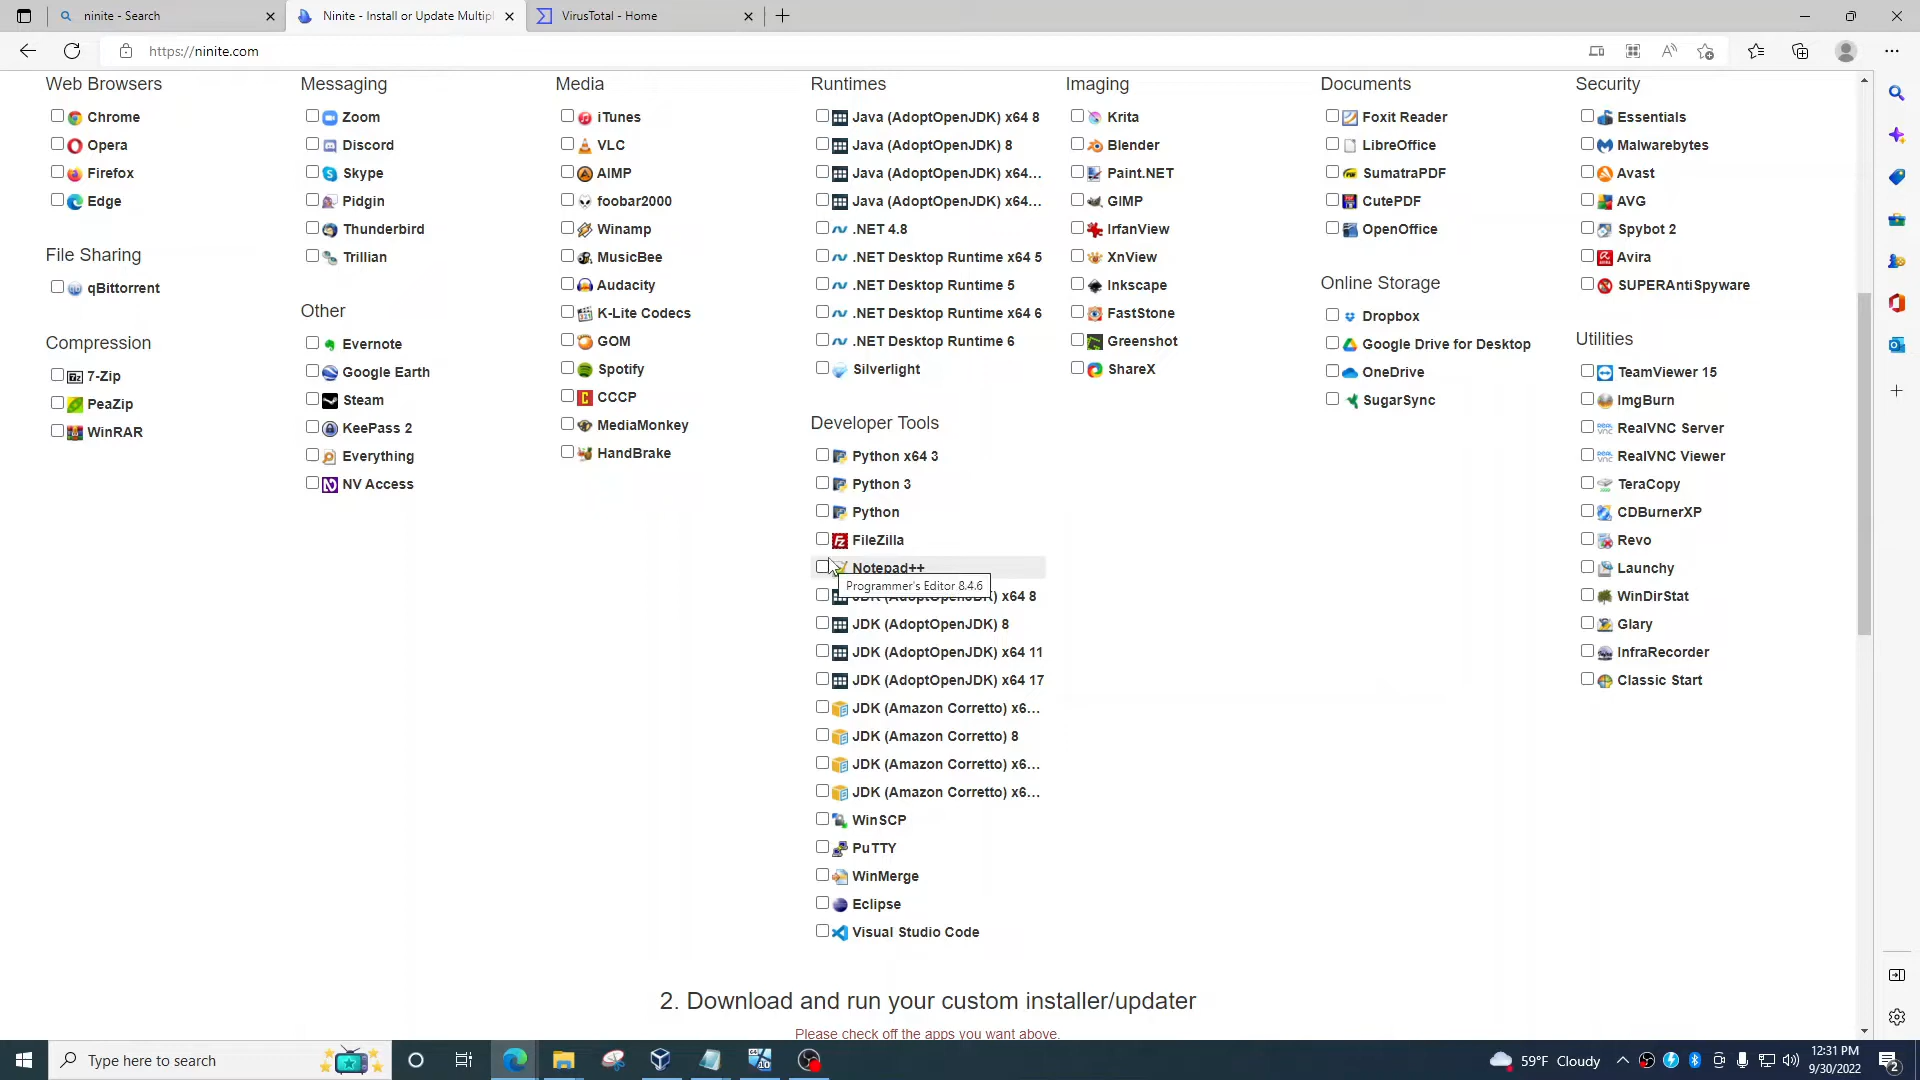 ninite - Search
Ninite - Install or Update Multipl
VirusTotal - Home
https://ninite.com
Web Browsers
Chrome
Opera
Firefox
Edge
File Sharing
qBittorrent
Compression
7-Zip
PeaZip
WinRAR
Messaging
Zoom
Discord
Skype
Pidgin
Thunderbird
Trillian
Other
Evernote
Google Earth
Steam
KeePass 2
Everything
NV Access
Media
iTunes
VLC
AIMP
foobar2000
Winamp
MusicBee
Audacity
K-Lite Codecs
GOM
Spotify
CCCP
MediaMonkey
HandBrake
Runtimes
Java (AdoptOpenJDK) x64 8
Java (AdoptOpenJDK) 8
Java (AdoptOpenJDK) x64...
Java (AdoptOpenJDK) x64...
.NET 4.8
.NET Desktop Runtime x64 5
.NET Desktop Runtime 5
.NET Desktop Runtime x64 6
.NET Desktop Runtime 6
Silverlight
Developer Tools
Python x64 3
Python 3
Python
FileZilla
Notepad++
Programmer's Editor 8.4.6
JDK (AdoptOpenJDK) x64 8
JDK (AdoptOpenJDK) 8
JDK (AdoptOpenJDK) x64 11
JDK (AdoptOpenJDK) x64 17
JDK (Amazon Corretto) x6...
JDK (Amazon Corretto) 8
JDK (Amazon Corretto) x6...
JDK (Amazon Corretto) x6...
WinSCP
PuTTY
WinMerge
Eclipse
Visual Studio Code
Imaging
Krita
Blender
Paint.NET
GIMP
IrfanView
XnView
Inkscape
FastStone
Greenshot
ShareX
Documents
Foxit Reader
LibreOffice
SumatraPDF
CutePDF
OpenOffice
Online Storage
Dropbox
Google Drive for Desktop
OneDrive
SugarSync
Security
Essentials
Malwarebytes
Avast
AVG
Spybot 2
Avira
SUPERAntiSpyware
Utilities
TeamViewer 15
ImgBurn
RealVNC Server
RealVNC Viewer
TeraCopy
CDBurnerXP
Revo
Launchy
WinDirStat
Glary
InfraRecorder
Classic Start
2. Download and run your custom installer/updater
Please check off the apps you want above.
Type here to search
59°F Cloudy
12:31 PM
9/30/2022
2